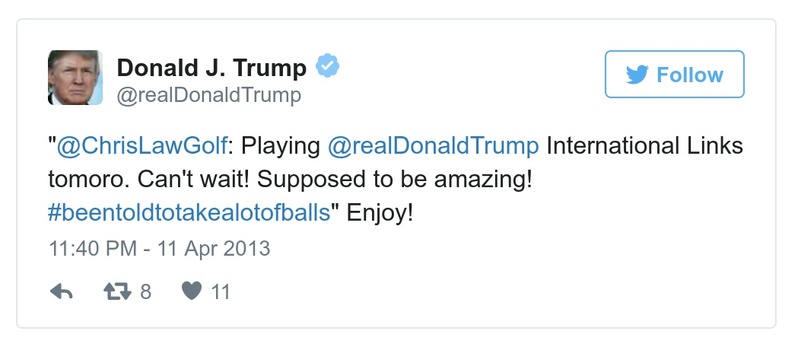 Donald J. Trump
@realDonaldTrump
Follow
"@ChrisLawGolf: Playing @realDonaldTrump International Links
tomoro. Can't wait! Supposed to be amazing!
#beentoldtotakealotofballs" Enjoy!
11:40 PM - 11 Apr 2013
8
11